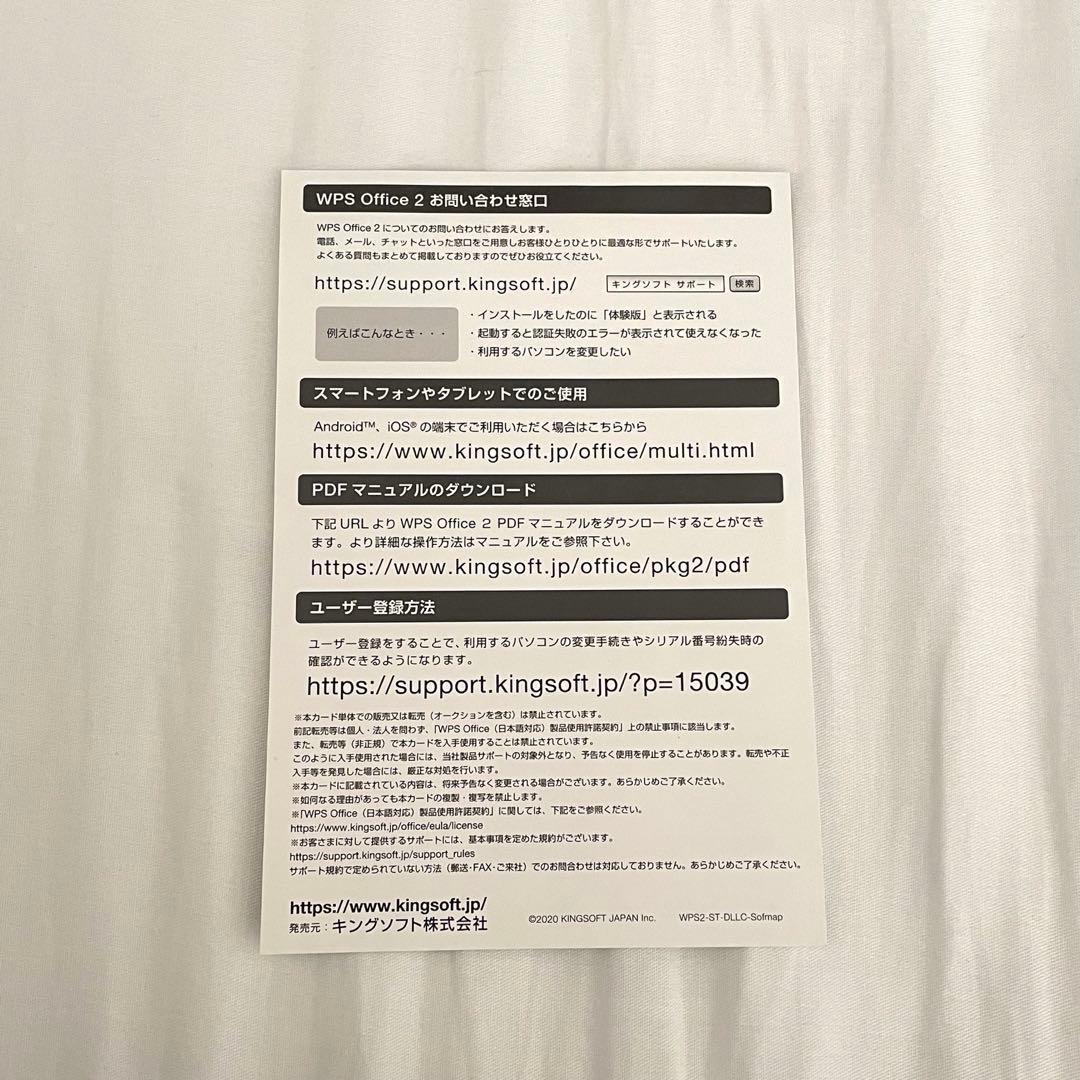 WPS Office 2 お問い合わせ窓口
WPS Office 2 についてのお問い合わせにお答えします。
電話、メール、チャットといった窓口をご用意しお客様ひとりひとりに最適な形でサポートいたします。
よくある質問もまとめて掲載しておりますのでぜひお役立てください。
https://support.kingsoft.jp/ キングソフト サポート 検索
例えばこんなとき・・・
・インストールをしたのに「体験版」と表示される
・起動すると認証失敗のエラーが表示されて使えなくなった
・利用するパソコンを変更したい
スマートフォンやタブレットでのご使用
Android™、iOS® の端末でご利用いただく場合はこちらから
https://www.kingsoft.jp/office/multi.html
PDF マニュアルのダウンロード
下記 URL より WPS Office 2 PDF マニュアルをダウンロードすることができ
ます。より詳細な操作方法はマニュアルをご参照下さい。
https://www.kingsoft.jp/office/pkg2/pdf
ユーザー登録方法
ユーザー登録をすることで、利用するパソコンの変更手続きやシリアル番号紛失時の
確認ができるようになります。
https://support.kingsoft.jp/?p=15039
※本カード単体での販売又は転売（オークションを含む）は禁止されています。
前記転売等は個人・法人を問わず、「WPS Office（日本語対応）製品使用許諾契約」上の禁止事項に該当します。
また、転売等（非正規）で本カードを入手使用することは禁止されています。
このように入手使用された場合には、当社製品サポートの対象外となり、予告なく使用を停止することがあります。転売や不正
入手等を発見した場合には、厳正な対処を行います。
※本カードに記載されている内容は、将来予告なく変更される場合がございます。あらかじめご了承ください。
※如何なる理由があっても本カードの複製・複写を禁止します。
※「WPS Office（日本語対応）製品使用許諾契約」に関しては、下記をご参照ください。
https://www.kingsoft.jp/office/eula/license
※お客さまに対して提供するサポートには、基本事項を定めた規約がございます。
https://support.kingsoft.jp/support_rules
サポート規約で定められていない方法（郵送・FAX・ご来社）でのお問合わせは対応しておりません。あらかじめご了承ください。
https://www.kingsoft.jp/
発売元：キングソフト株式会社 ©2020 KINGSOFT JAPAN Inc. WPS2-ST-DLLC-Sofmap